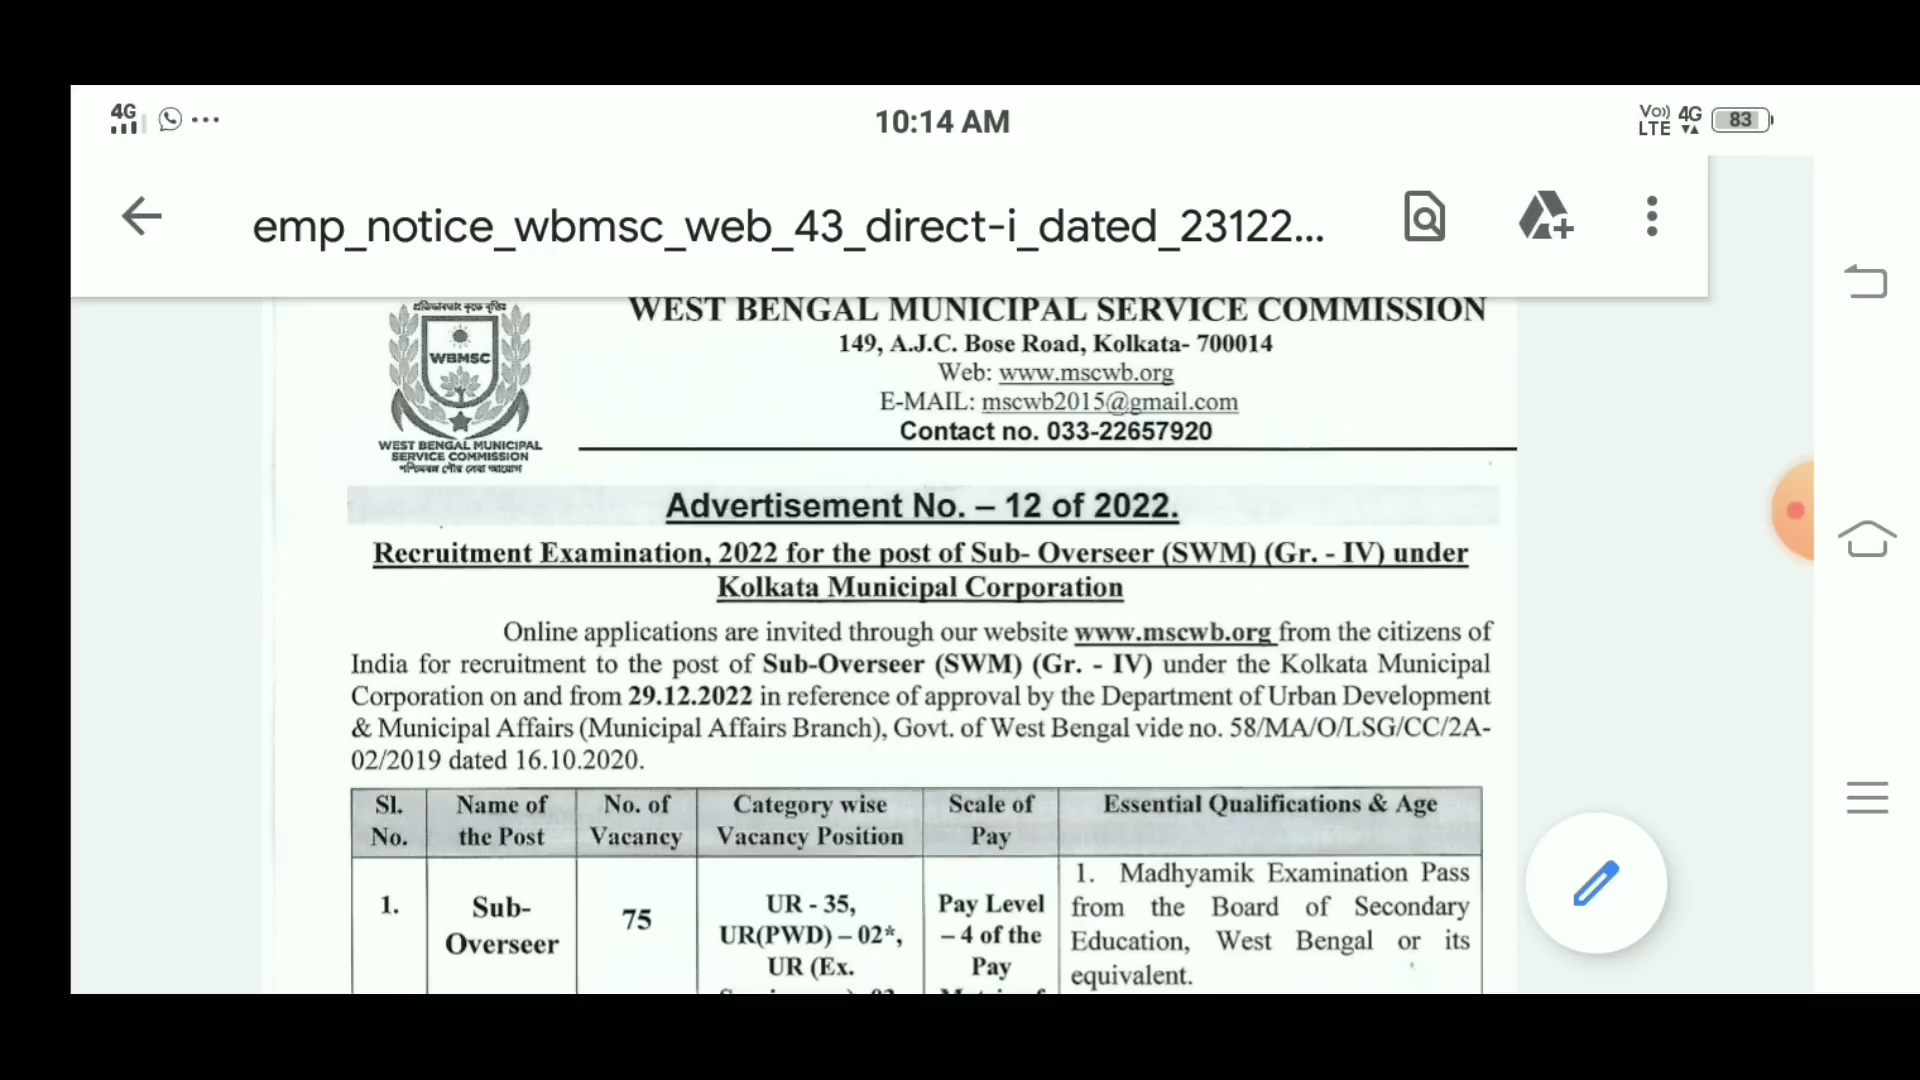 4G
10:14 AM
Vo)) 4G
LTE
83
emp_notice_wbmsc_web_43_direct-i_dated_23122...
WBMSC
WEST BENGAL MUNICIPAL
SERVICE COMMISSION
পশ্চিমবঙ্গ পৌর সেবা আয়োগ
WEST BENGAL MUNICIPAL SERVICE COMMISSION
149, A.J.C. Bose Road, Kolkata- 700014
Web: www.mscwb.org
E-MAIL: mscwb2015@gmail.com
Contact no. 033-22657920
Advertisement No. – 12 of 2022.
Recruitment Examination, 2022 for the post of Sub- Overseer (SWM) (Gr. - IV) under
Kolkata Municipal Corporation
Online applications are invited through our website www.mscwb.org from the citizens of
India for recruitment to the post of Sub-Overseer (SWM) (Gr. - IV) under the Kolkata Municipal
Corporation on and from 29.12.2022 in reference of approval by the Department of Urban Development
& Municipal Affairs (Municipal Affairs Branch), Govt. of West Bengal vide no. 58/MA/O/LSG/CC/2A-
02/2019 dated 16.10.2020.
Sl. No.
Name of the Post
No. of Vacancy
Category wise Vacancy Position
Scale of Pay
Essential Qualifications & Age
1.
Sub-
Overseer
75
UR - 35,
UR(PWD) – 02*,
UR (Ex.
Pay Level
– 4 of the
Pay
1. Madhyamik Examination Pass
from the Board of Secondary
Education, West Bengal or its
equivalent.